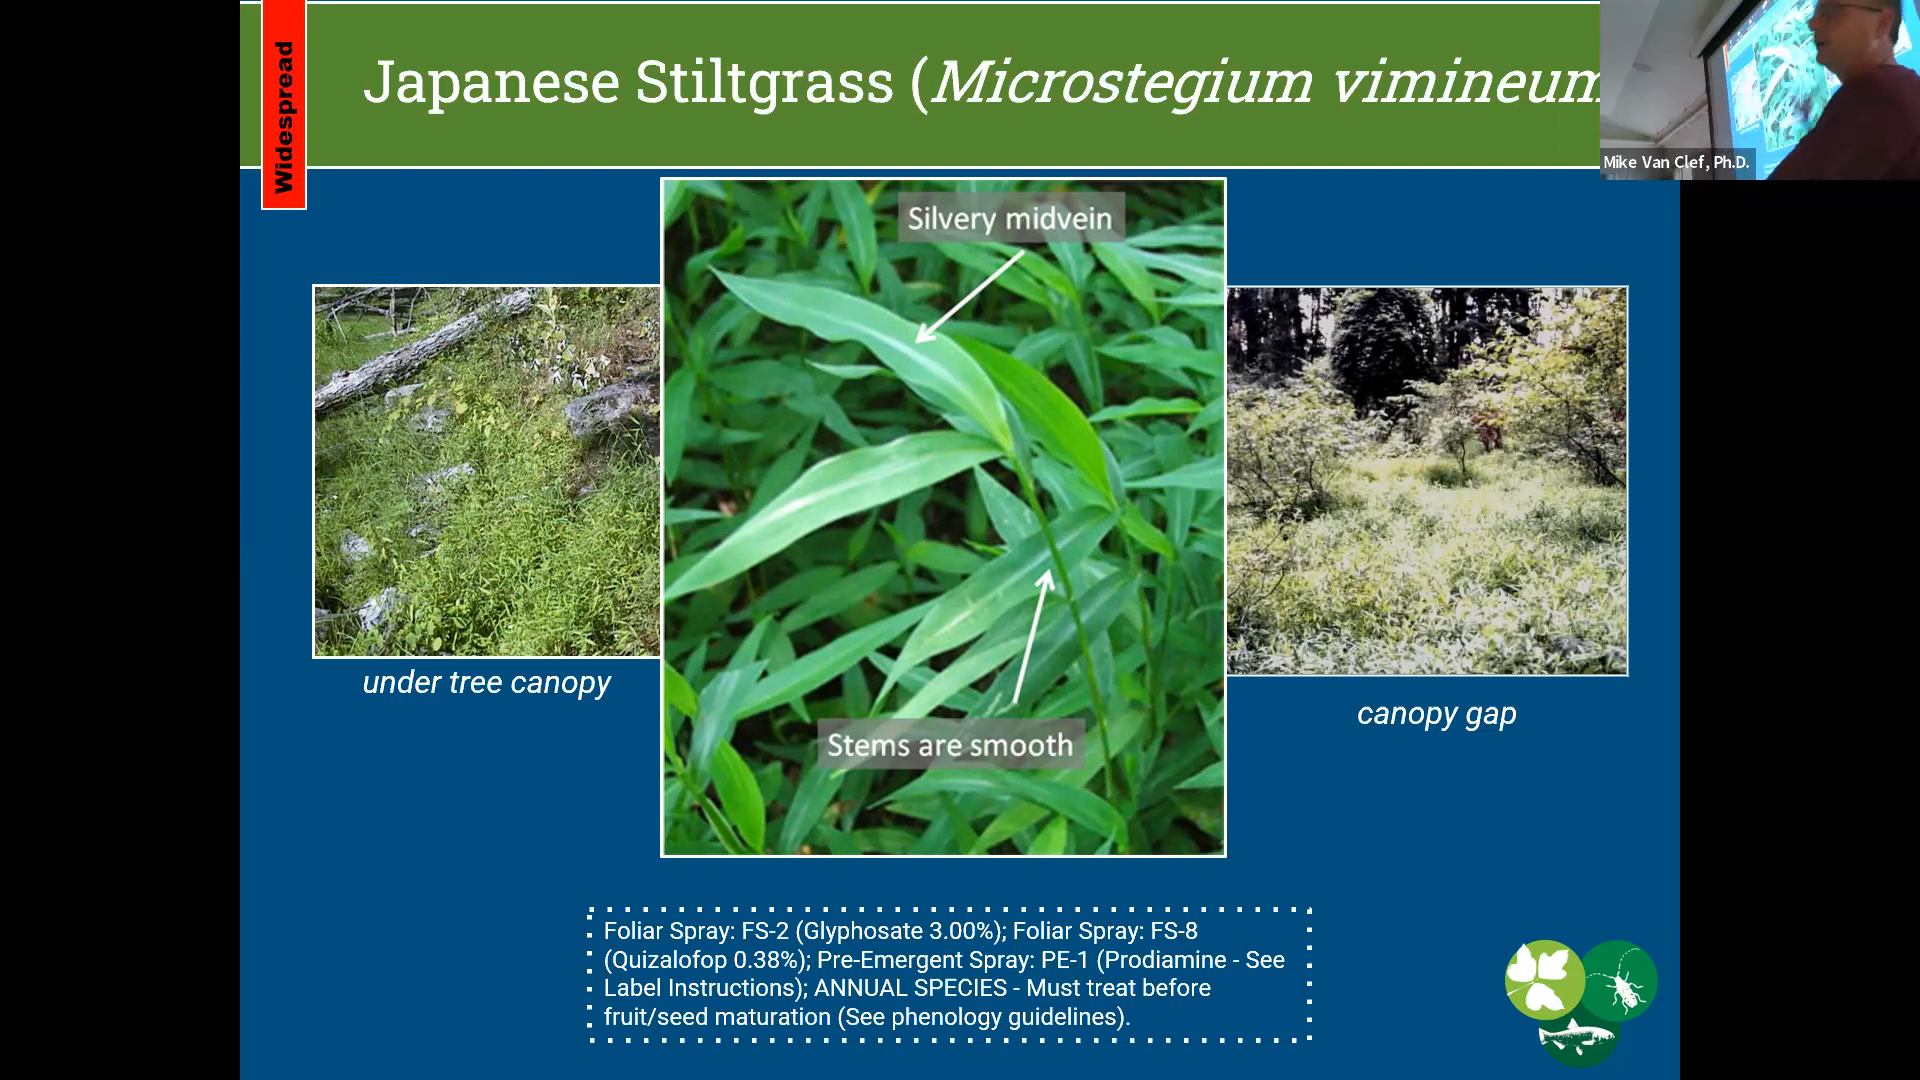 Widespread
Japanese Stiltgrass (Microstegium vimineum
Mike Van Clef, Ph.D.
Silvery midvein
Stems are smooth
under tree canopy
canopy gap
Foliar Spray: FS-2 (Glyphosate 3.00%); Foliar Spray: FS-8
(Quizalofop 0.38%); Pre-Emergent Spray: PE-1 (Prodiamine - See
Label Instructions); ANNUAL SPECIES - Must treat before
fruit/seed maturation (See phenology guidelines).